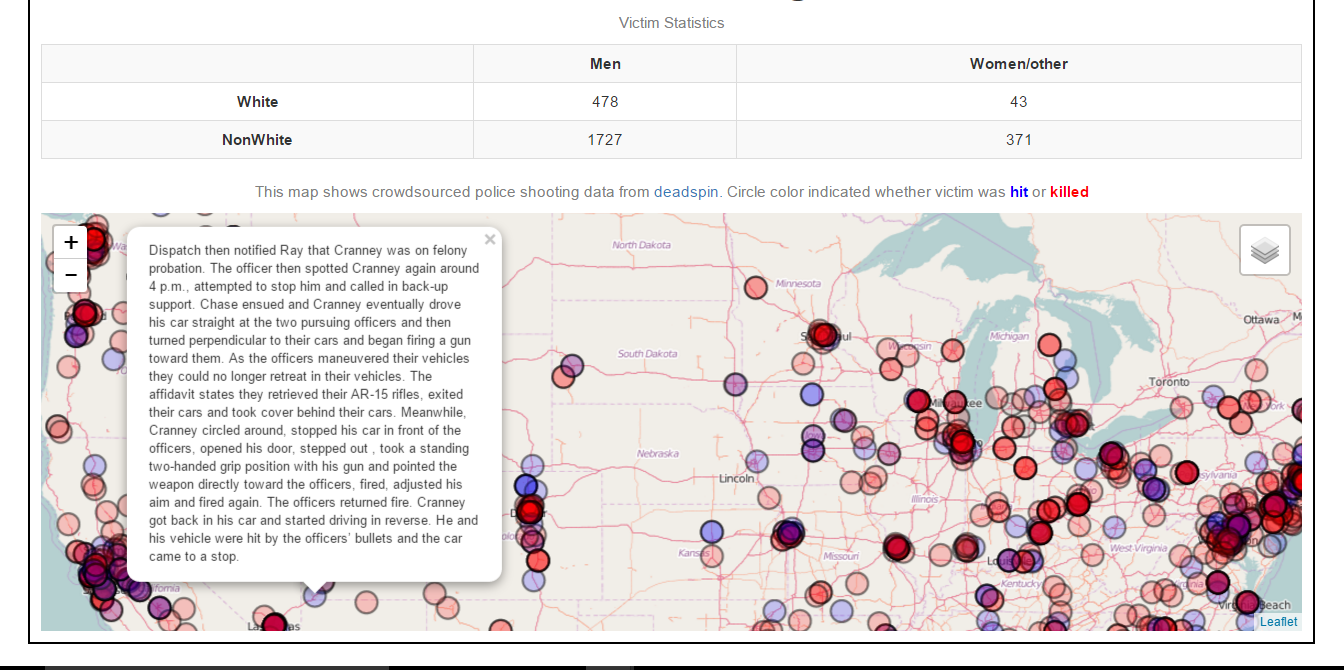 Victim Statistics
Men Women/other
White 478 43
NonWhite 1727 371
This map shows crowdsourced police shooting data from deadspin. Circle color indicated whether victim was hit or killed
+
−
×
Dispatch then notified Ray that Cranney was on felony
probation. The officer then spotted Cranney again around
4 p.m., attempted to stop him and called in back-up
support. Chase ensued and Cranney eventually drove
his car straight at the two pursuing officers and then
turned perpendicular to their cars and began firing a gun
toward them. As the officers maneuvered their vehicles
they could no longer retreat in their vehicles. The
affidavit states they retrieved their AR-15 rifles, exited
their cars and took cover behind their cars. Meanwhile,
Cranney circled around, stopped his car in front of the
officers, opened his door, stepped out , took a standing
two-handed grip position with his gun and pointed the
weapon directly toward the officers, fired, adjusted his
aim and fired again. The officers returned fire. Cranney
got back in his car and started driving in reverse. He and
his vehicle were hit by the officers' bullets and the car
came to a stop.
North Dakota
Minnesota
Ottawa
Michigan
South Dakota
Toronto
Nebraska
Lincoln
Illinois
West Virginia
Missouri
Kentucky
Leaflet